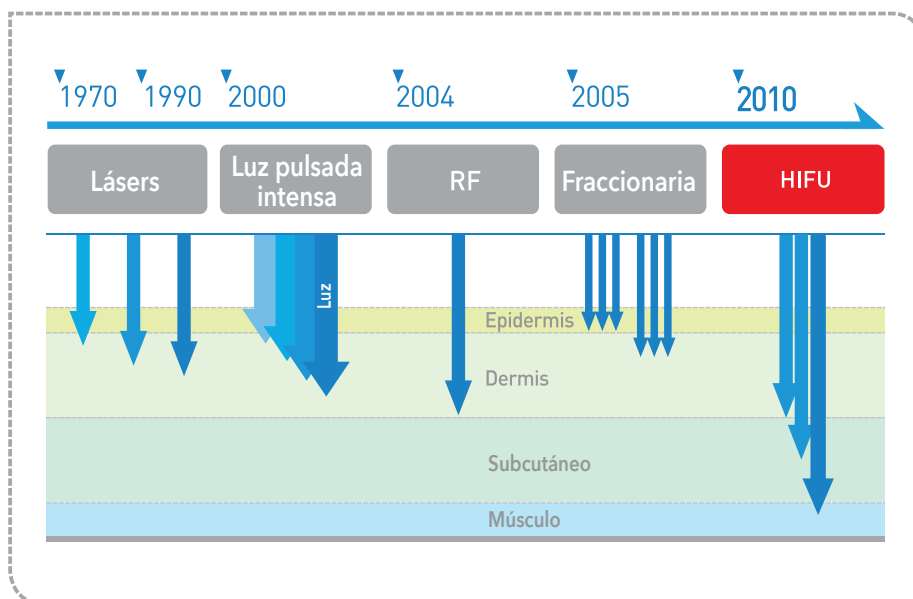 1970
1990
2000
2004
2005
2010
Lásers
Luz pulsada
intensa
RF
Fraccionaria
HIFU
Luz
Epidermis
Dermis
Subcutáneo
Músculo